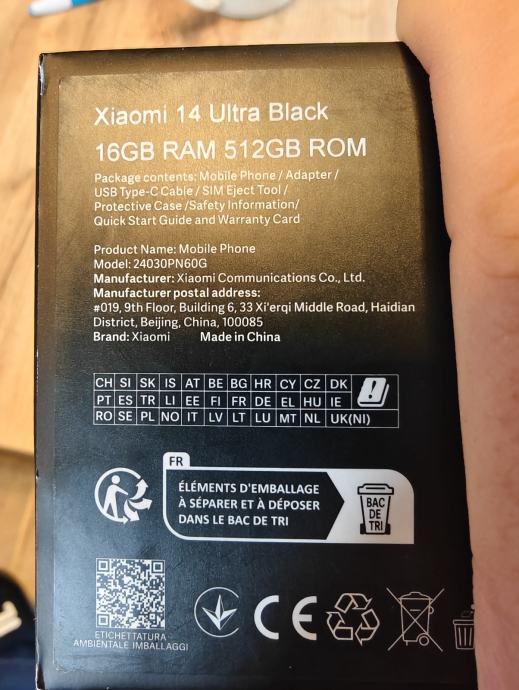 Xiaomi 14 Ultra Black
16GB RAM 512GB ROM
Package contents: Mobile Phone / Adapter /
USB Type-C Cable / SIM Eject Tool /
Protective Case /Safety Information/
Quick Start Guide and Warranty Card
Product Name: Mobile Phone
Model: 24030PN60G
Manufacturer: Xiaomi Communications Co., Ltd.
Manufacturer postal address:
#019, 9th Floor, Building 6, 33 Xi'erqi Middle Road, Haidian
District, Beijing, China, 100085
Brand: Xiaomi Made in China
CH SI SK IS AT BE BG HR CY CZ DK
PT ES TR LI EE FI FR DE EL HU IE
RO SE PL NO IT LV LT LU MT NL UK(NI)
FR
ÉLÉMENTS D'EMBALLAGE
À SÉPARER ET À DÉPOSER
DANS LE BAC DE TRI
BAC
DE
TRI
ETICHETTATURA
AMBIENTALE IMBALLAGGI
CE